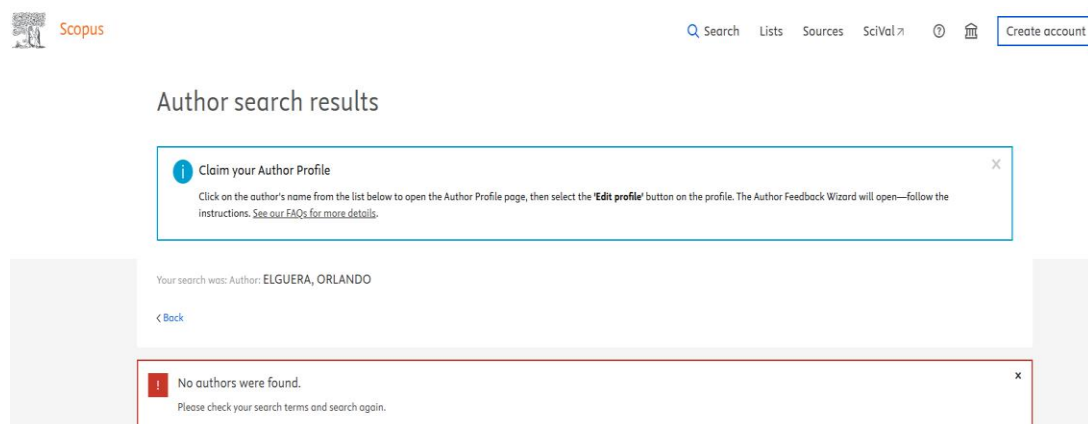 Scopus
Search Lists Sources SciVal Create account
Author search results
Claim your Author Profile
Click on the author's name from the list below to open the Author Profile page, then select the 'Edit profile' button on the profile. The Author Feedback Wizard will open—follow the
instructions. See our FAQs for more details.
Your search was: Author: ELGUERA, ORLANDO
Back
No authors were found.
Please check your search terms and search again.